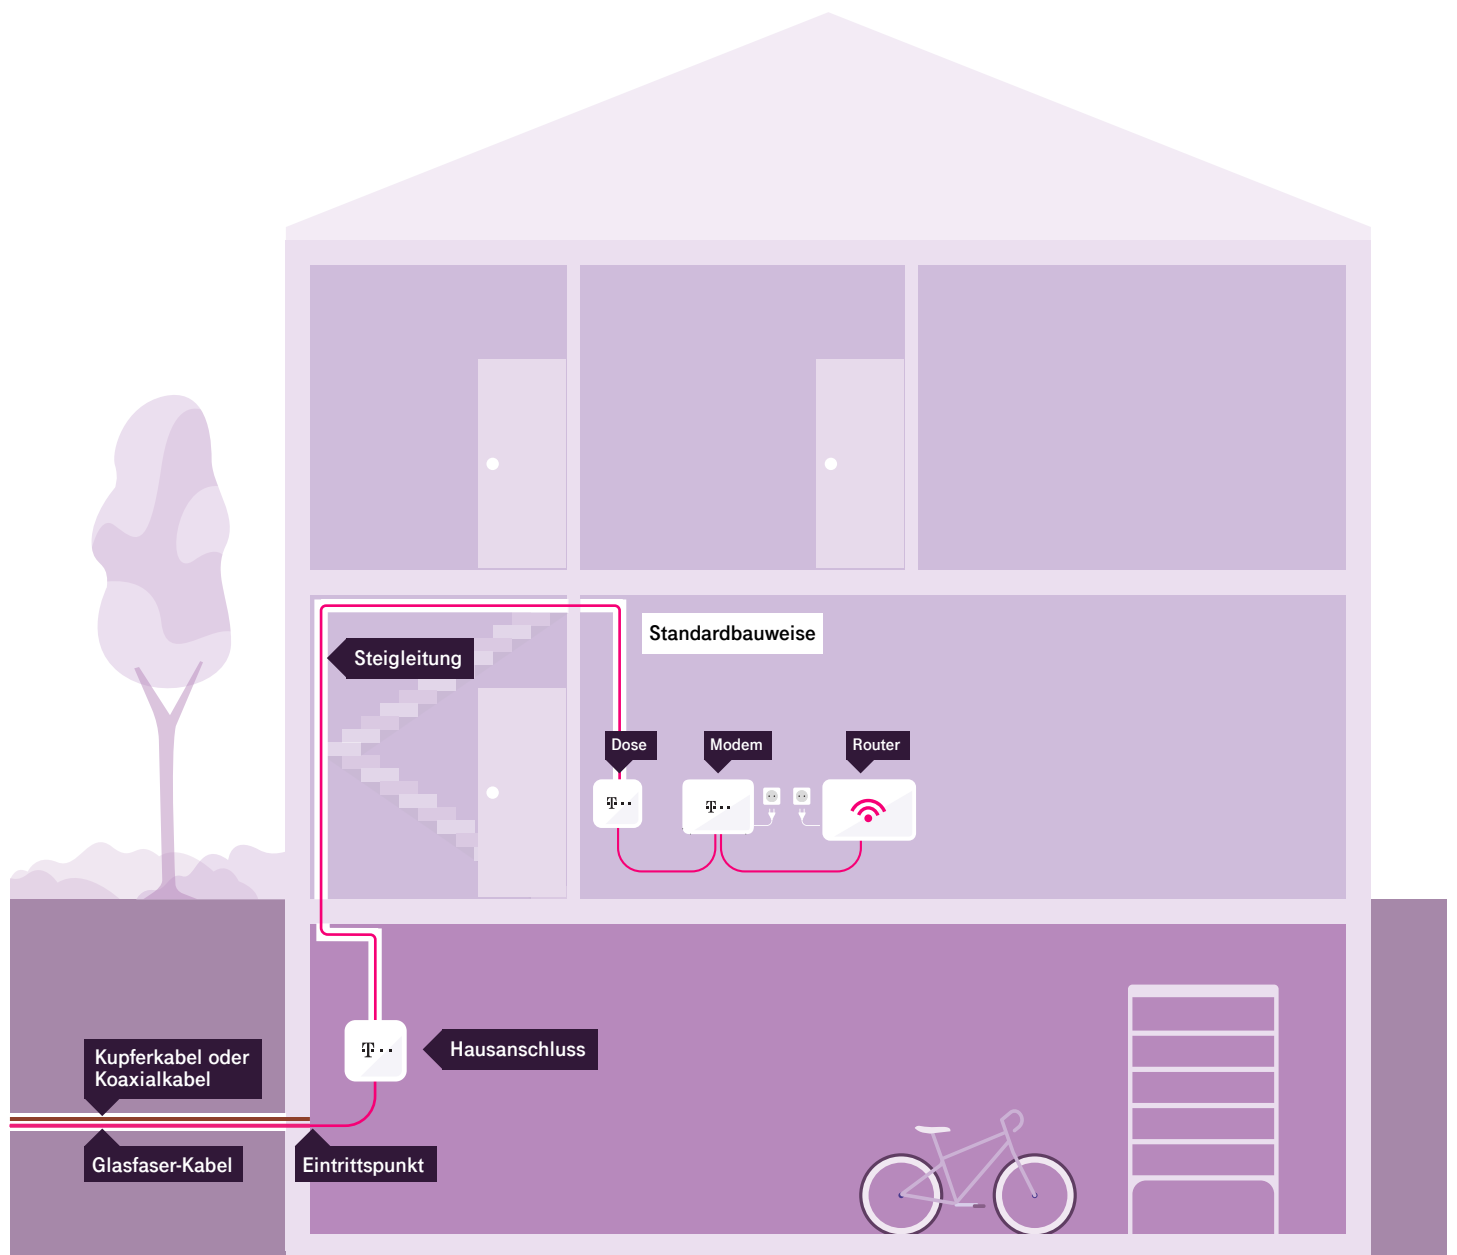 Standardbauweise
Steigleitung
Dose
Modem
Router
T··
T··
T··
Hausanschluss
Kupferkabel oder
Koaxialkabel
Glasfaser-Kabel
Eintrittspunkt